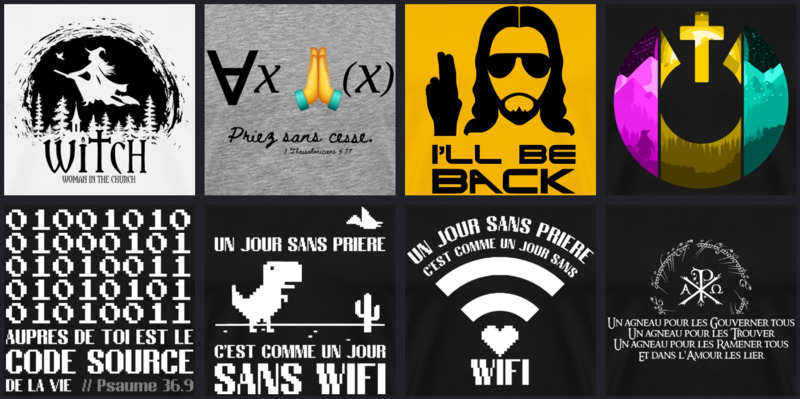 WITCH
WOMAN IN THE CHURCH
∀x 🙏 (x)
Priez sans cesse.
1 Thessaloniciens 5:17
I'LL BE
BACK
01001010
01000101
01010011
01010101
01010011
AUPRES DE TOI EST LE
CODE SOURCE
DE LA VIE // Psaume 36.9
UN JOUR SANS PRIERE
C'EST COMME UN JOUR
SANS WIFI
UN JOUR SANS PRIERE
C'EST COMME UN JOUR SANS
WIFI
Α Ω
Un agneau pour les Gouverner tous
Un agneau pour les Trouver
Un agneau pour les Ramener tous
Et dans l'Amour les lier